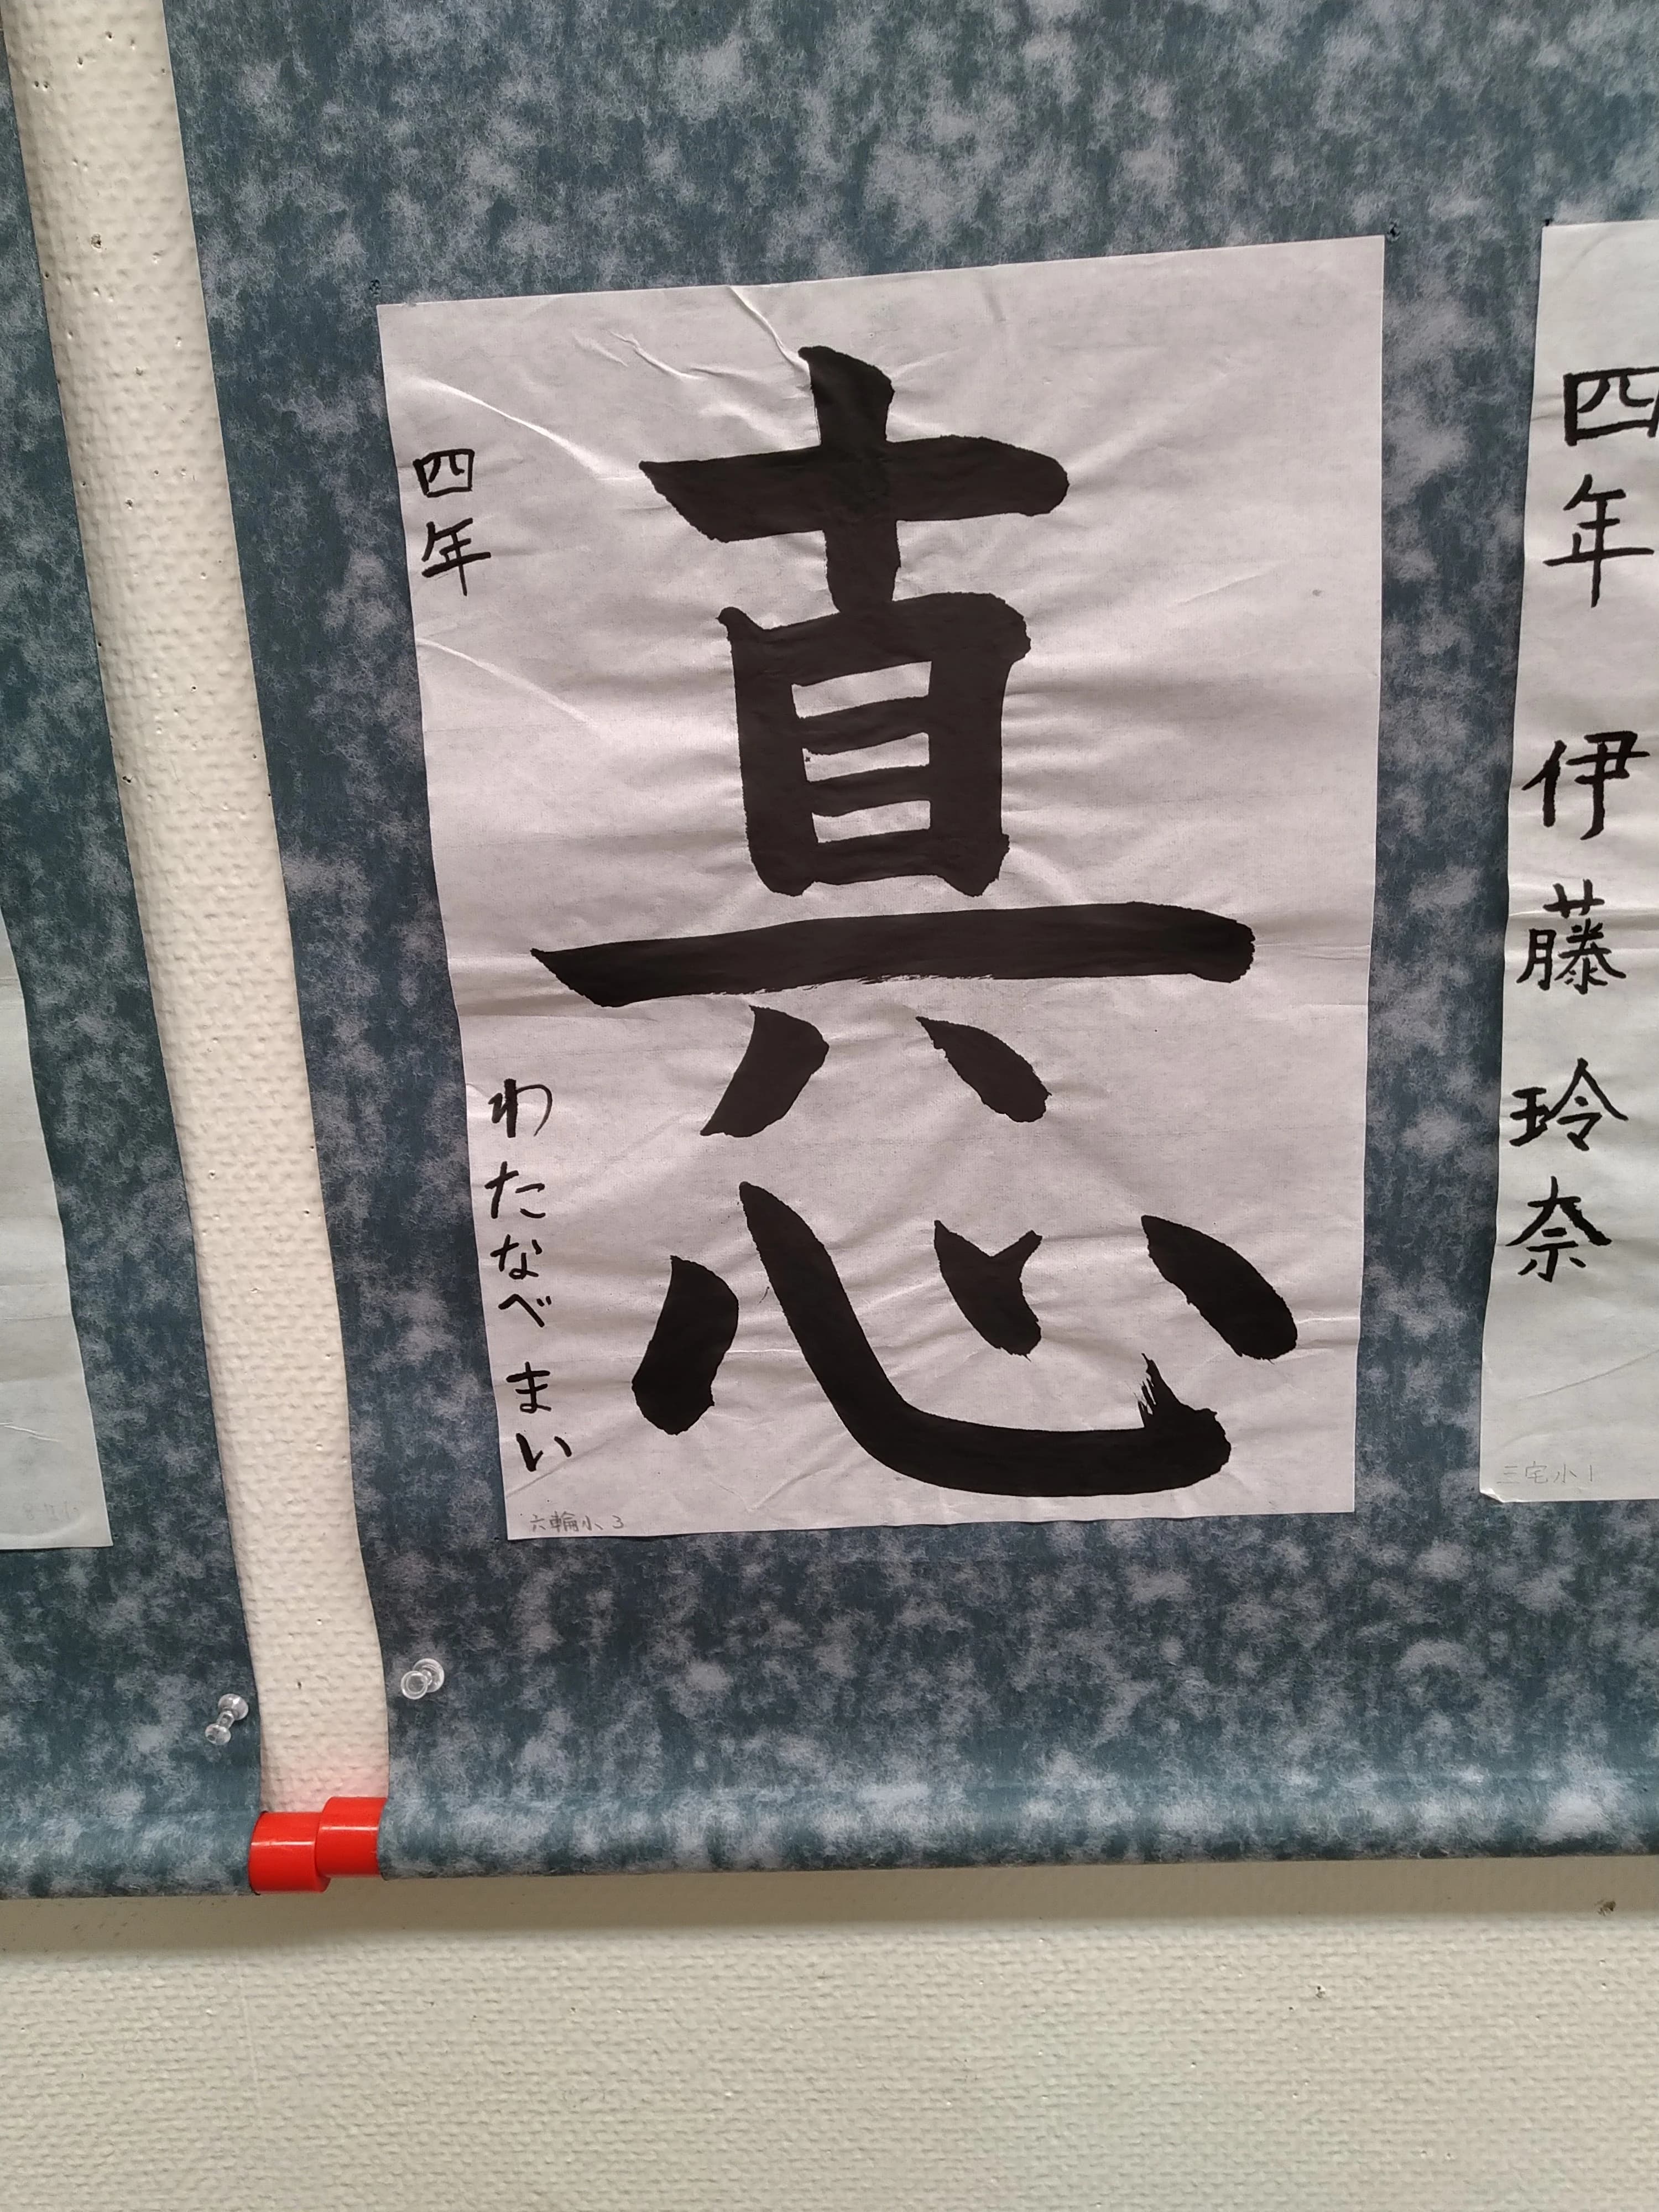 真心
四年 わたなべ まい
六輪小 3
四年 伊藤 玲奈
三宅小 1